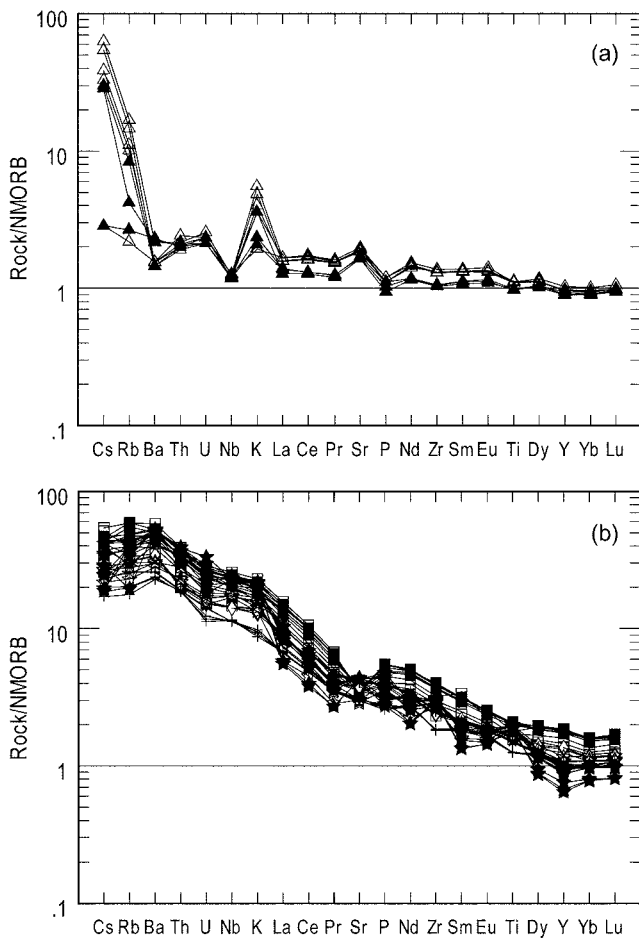 100
(a)
10
Rock/NMORB
1
.1
Cs Rb Ba Th U Nb K La Ce Pr Sr P Nd Zr Sm Eu Ti Dy Y Yb Lu
100
(b)
10
Rock/NMORB
1
.1
Cs Rb Ba Th U Nb K La Ce Pr Sr P Nd Zr Sm Eu Ti Dy Y Yb Lu